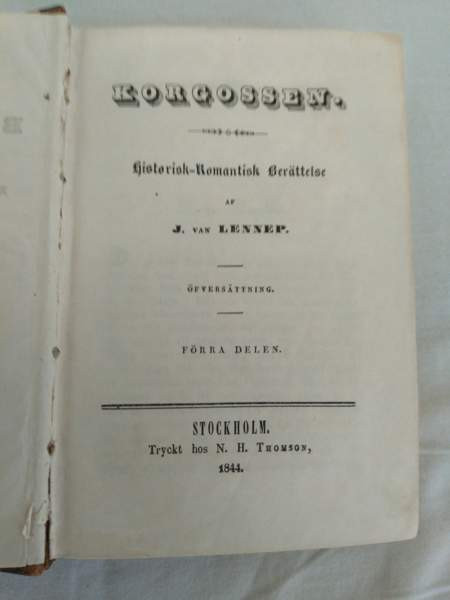 KORGOSSEN.
Historisk-Romantisk Berättelse
AF
J. VAN LENNEP.
ÖFVERSÄTTNING.
FÖRRA DELEN.
STOCKHOLM.
Tryckt hos N. H. THOMSON,
1844.